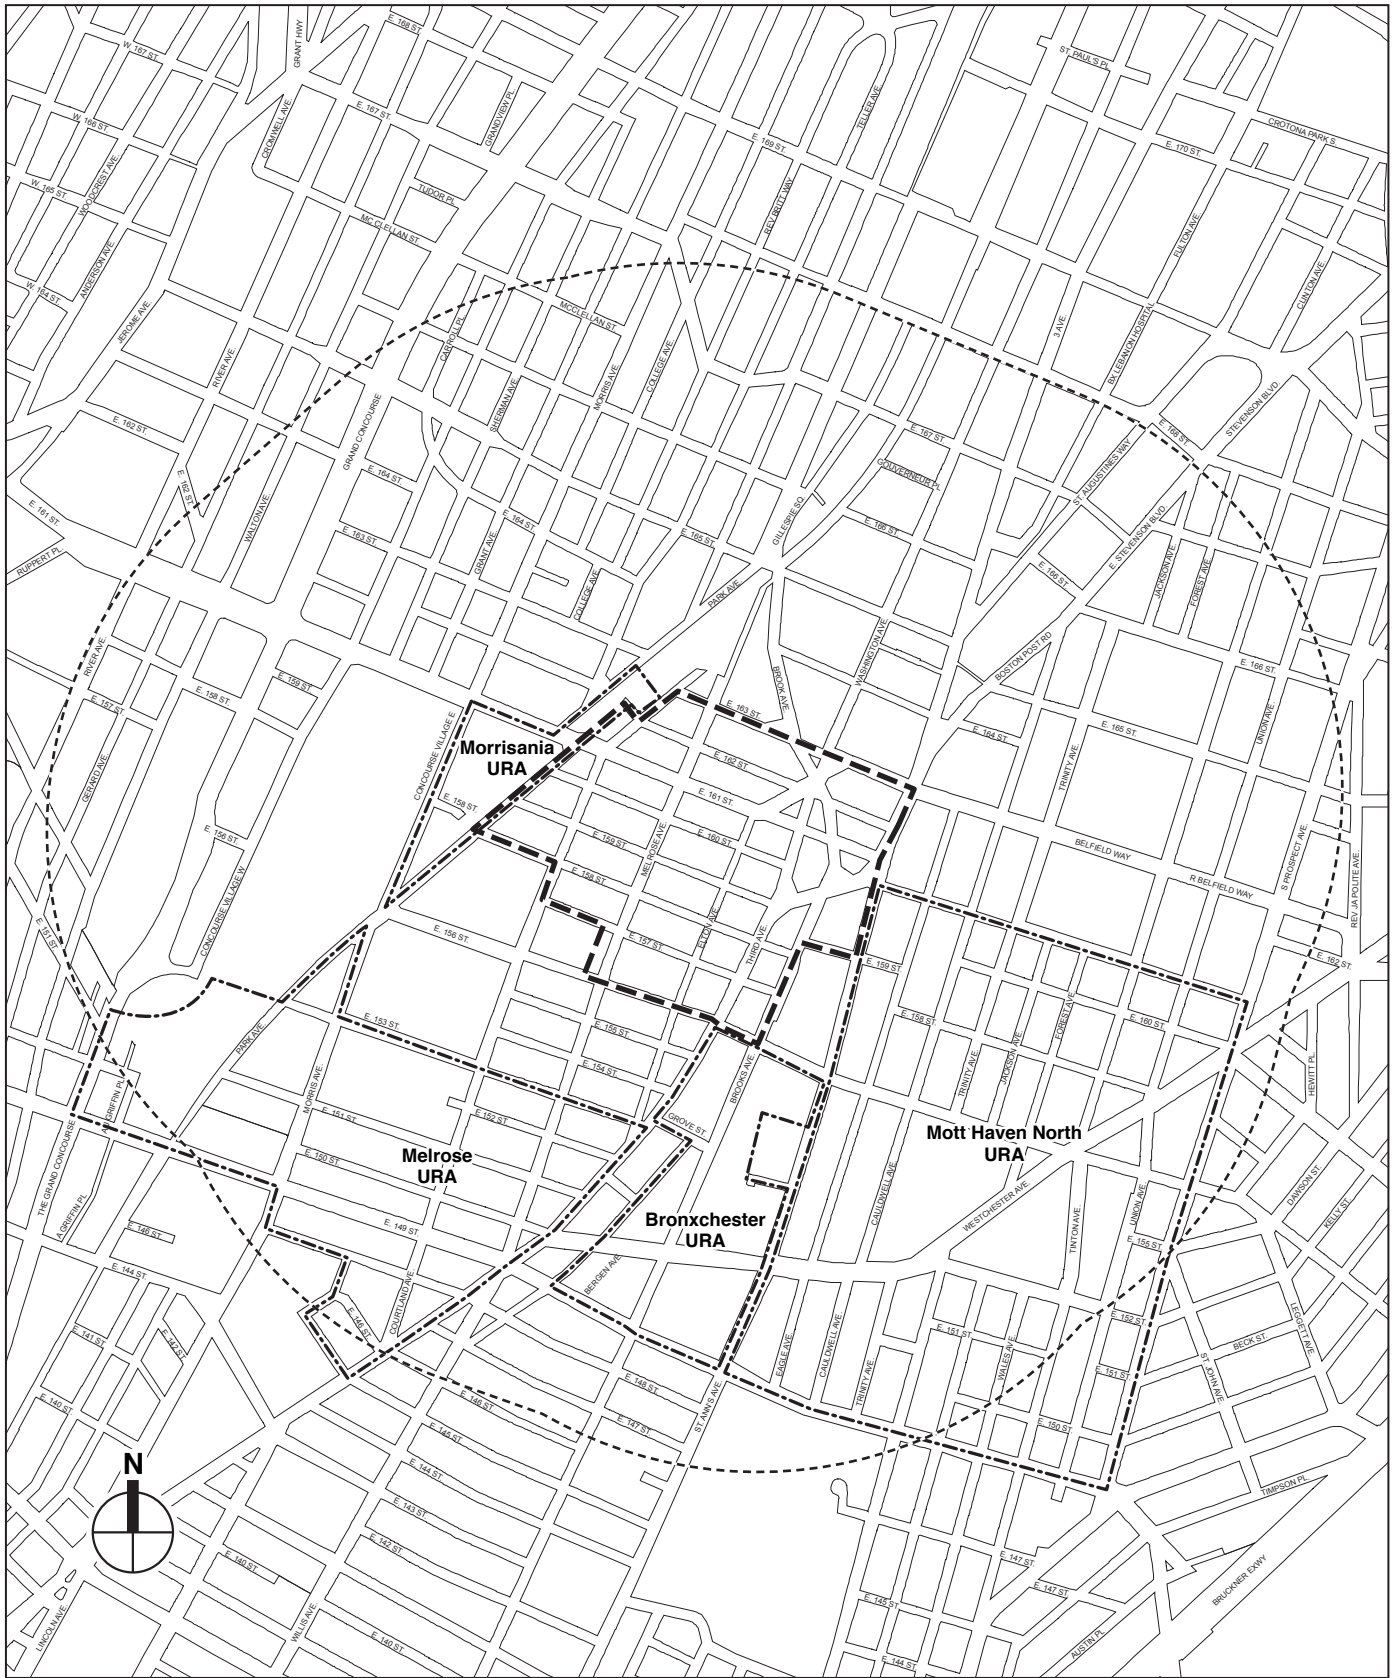 E. 168 ST.
GRANT HWY
W. 167 ST.
ST. PAUL'S PL.
GRANDVIEW PL.
TELLER AVE.
E. 167 ST.
W. 166 ST.
CROMWELL AVE.
E. 169 ST.
CROTONA PARK S.
E. 170 ST.
WOODCREST AVE.
W. 165 ST.
TUDOR PL.
REV BRUTT WAY
MC CLELLAN ST.
FULTON AVE.
ANDERSON AVE.
W. 164 ST.
CLINTON AVE.
JEROME AVE.
MCCLELLAN ST.
CARROLL PL.
3 AVE.
BX LEBANON HOSPITAL
RIVER AVE.
COLLEGE AVE.
MORRIS AVE.
SHERMAN AVE.
STEVENSON BLVD
GRAND CONCOURSE
E. 162 ST.
E. 167 ST.
E. 168 ST.
GOUVERNEUR PL.
ST. AUGUSTINES WAY
E. 164 ST.
E. 162 ST.
E. 161 ST.
WALTON AVE.
E. 164 ST.
GILLESPIE SQ.
E. 166 ST.
E. 163 ST.
E. 165 ST.
E. STEVENSON BLVD
GRANT AVE.
RUPPERT PL.
E. 166 ST.
JACKSON AVE.
FOREST AVE.
COLLEGE AVE.
PARK AVE.
RIVER AVE.
WASHINGTON AVE.
BOSTON POST RD
E. 166 ST.
E. 159 ST.
BROOK AVE.
E. 158 ST.
E. 157 ST.
E. 163 ST.
UNION AVE.
E. 165 ST.
E. 164 ST.
CONCOURSE VILLAGE E
Morrisania
URA
E. 162 ST.
TRINITY AVE.
GERARD AVE.
E. 158 ST.
E. 161 ST.
E. 156 ST.
E. 159 ST.
E. 160 ST.
MELROSE AVE.
BELFIELD WAY
S PROSPECT AVE.
E. 158 ST.
R BELFIELD WAY
REV JA POLITE AVE.
CONCOURSE VILLAGE W
E. 151 ST.
E. 156 ST.
E. 157 ST.
ELTON AVE.
THIRD AVE.
E. 159 ST.
E. 162 ST.
PARK AVE.
E. 153 ST.
E. 155 ST.
E. 158 ST.
FOREST AVE.
E. 160 ST.
E. 154 ST.
BROOKS AVE.
TRINITY AVE.
JACKSON AVE.
HEWITT PL.
MORRIS AVE.
E. 151 ST.
E. 152 ST.
GROVE ST
Mott Haven North
URA
THE GRAND CONCOURSE
E. 150 ST.
Melrose
URA
DAWSON ST.
KELLY ST.
A GRIFFIN PL.
E. 146 ST.
E. 149 ST.
Bronxchester
URA
CAULDWELL AVE.
WESTCHESTER AVE.
UNION AVE.
TINTON AVE.
E. 155 ST.
E. 144 ST.
BERGEN AVE.
COURTLAND AVE.
E. 146 ST.
E. 141 ST.
E. 142 ST.
EAGLE AVE.
CAULDWELL AVE.
TRINITY AVE.
E. 151 ST.
WALES AVE.
E. 152 ST.
LEGGETT AVE.
BECK ST.
E. 151 ST.
ST. JOHN AVE.
E. 140 ST.
E. 148 ST.
E. 146 ST.
E. 147 ST.
ST. ANN'S AVE.
E. 150 ST.
E. 145 ST.
N
E. 144 ST.
TIMPSON PL.
E. 143 ST.
E. 142 ST.
E. 140 ST.
E. 147 ST.
E. 147 ST.
E. 145 ST.
BRUCKNER EXWY
LINCOLN AVE.
WILLIS AVE.
E. 140 ST.
AUSTIN PL.
E. 144 ST.